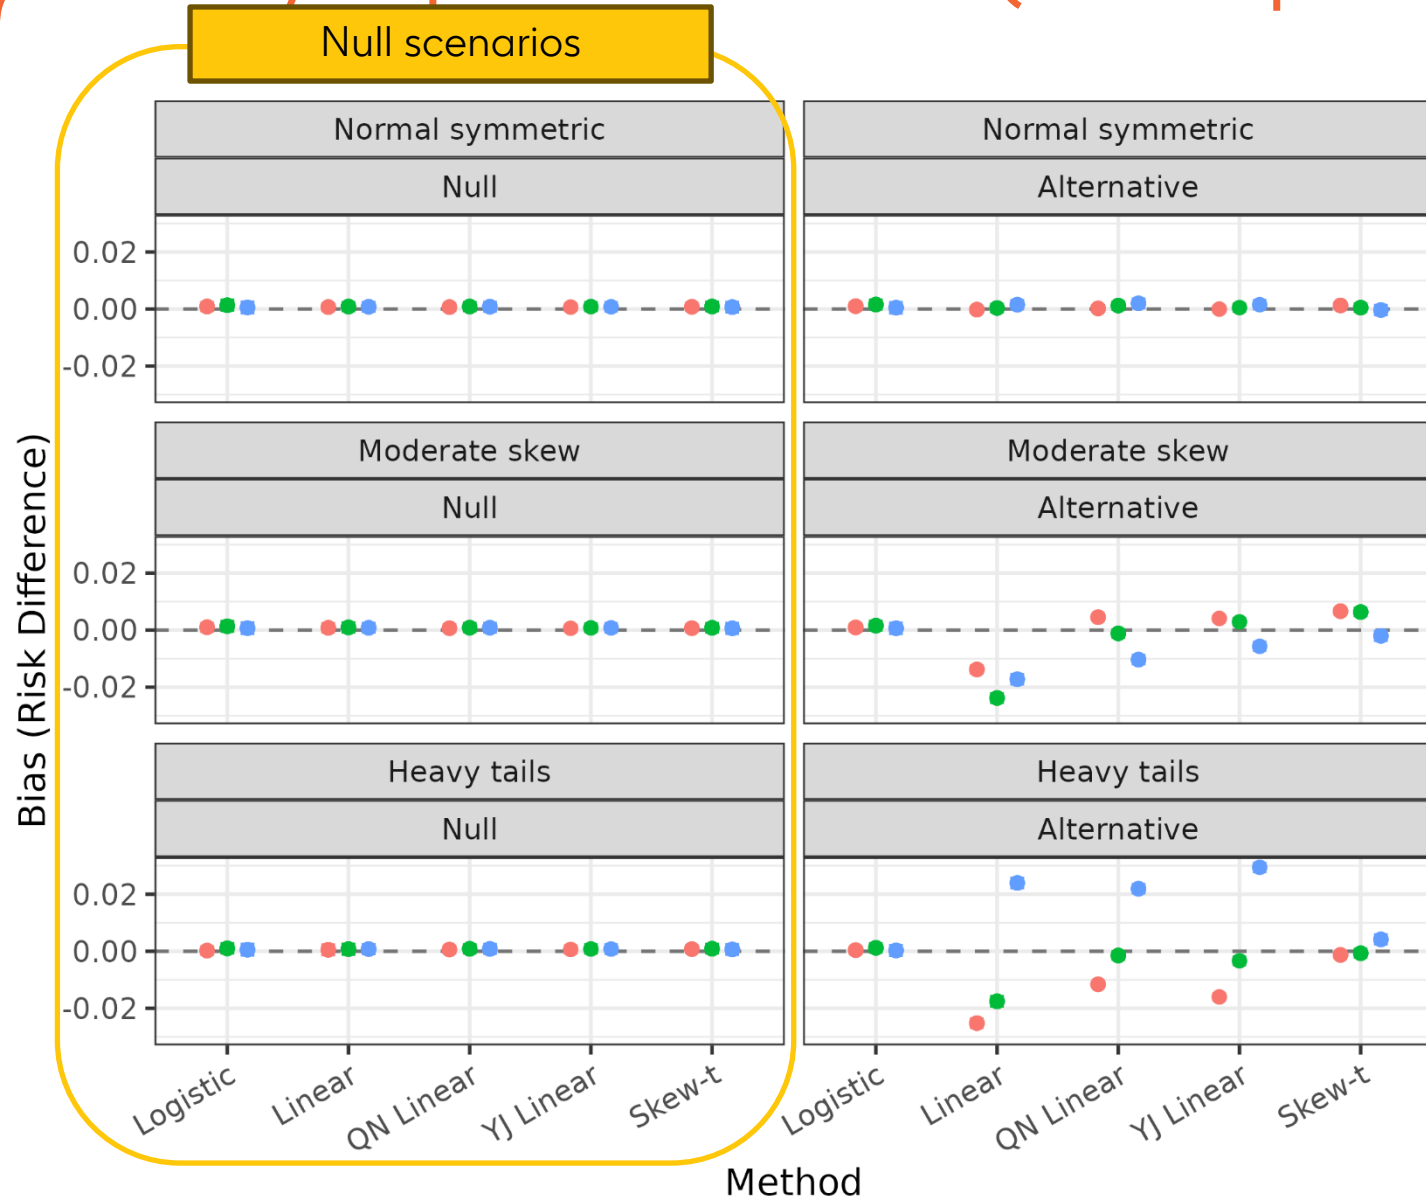 Null scenarios
Normal symmetric
Normal symmetric
Null
Alternative
0.02
0.00
-0.02
Moderate skew
Moderate skew
Null
Alternative
0.02
0.00
-0.02
Bias (Risk Difference)
Heavy tails
Heavy tails
Null
Alternative
0.02
0.00
-0.02
Logistic
Linear
QN Linear
YJ Linear
Skew-t
Logistic
Linear
QN Linear
YJ Linear
Skew-t
Method